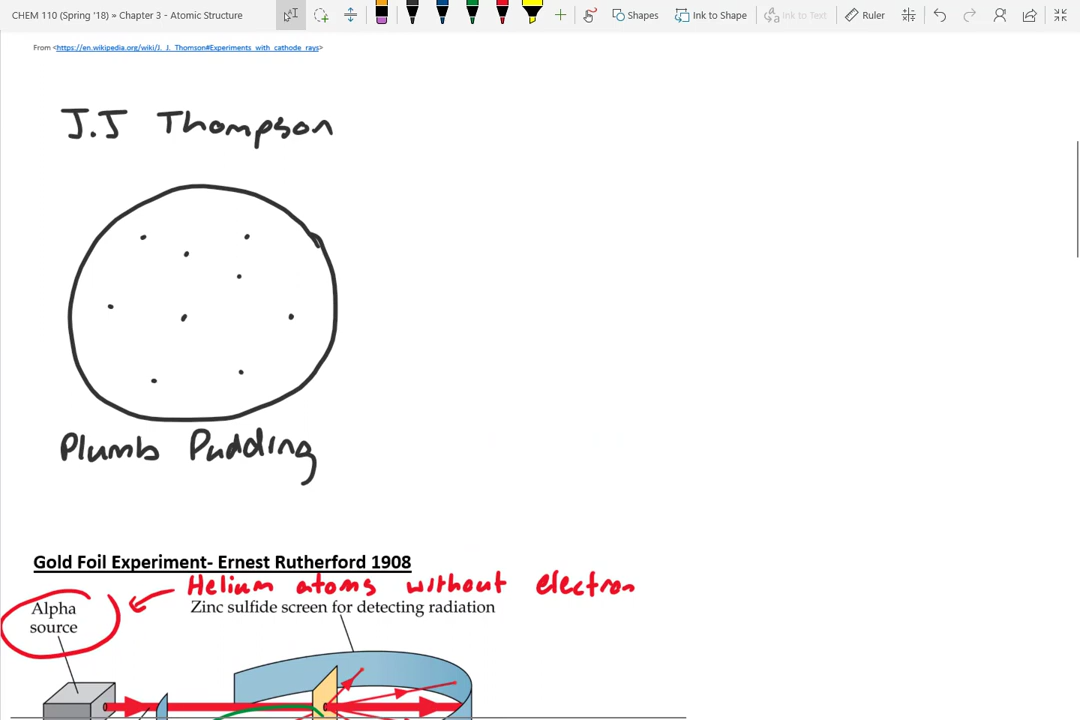 CHEM 110 (Spring '18) » Chapter 3 - Atomic Structure
Shapes
Ink to Shape
Ink to Text
Ruler
From <https://en.wikipedia.org/wiki/J._J._Thomson#Experiments_with_cathode_rays>
J.J Thompson
Plumb Pudding
Gold Foil Experiment- Ernest Rutherford 1908
Helium atoms without electron
Alpha
source
Zinc sulfide screen for detecting radiation